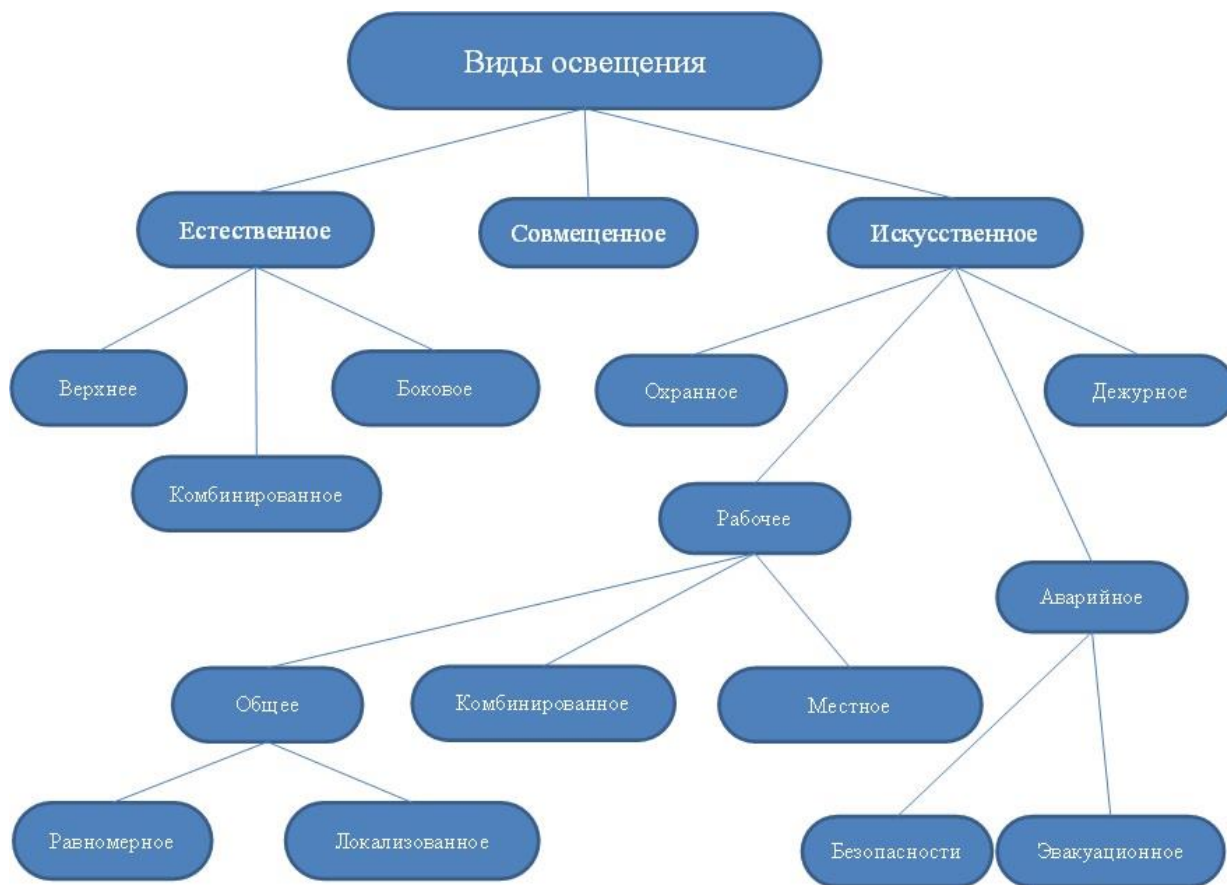 Виды освещения
Естественное
Совмещенное
Искусственное
Верхнее
Боковое
Охранное
Дежурное
Комбинированное
Рабочее
Аварийное
Общее
Комбинированное
Местное
Равномерное
Локализованное
Безопасности
Эвакуационное